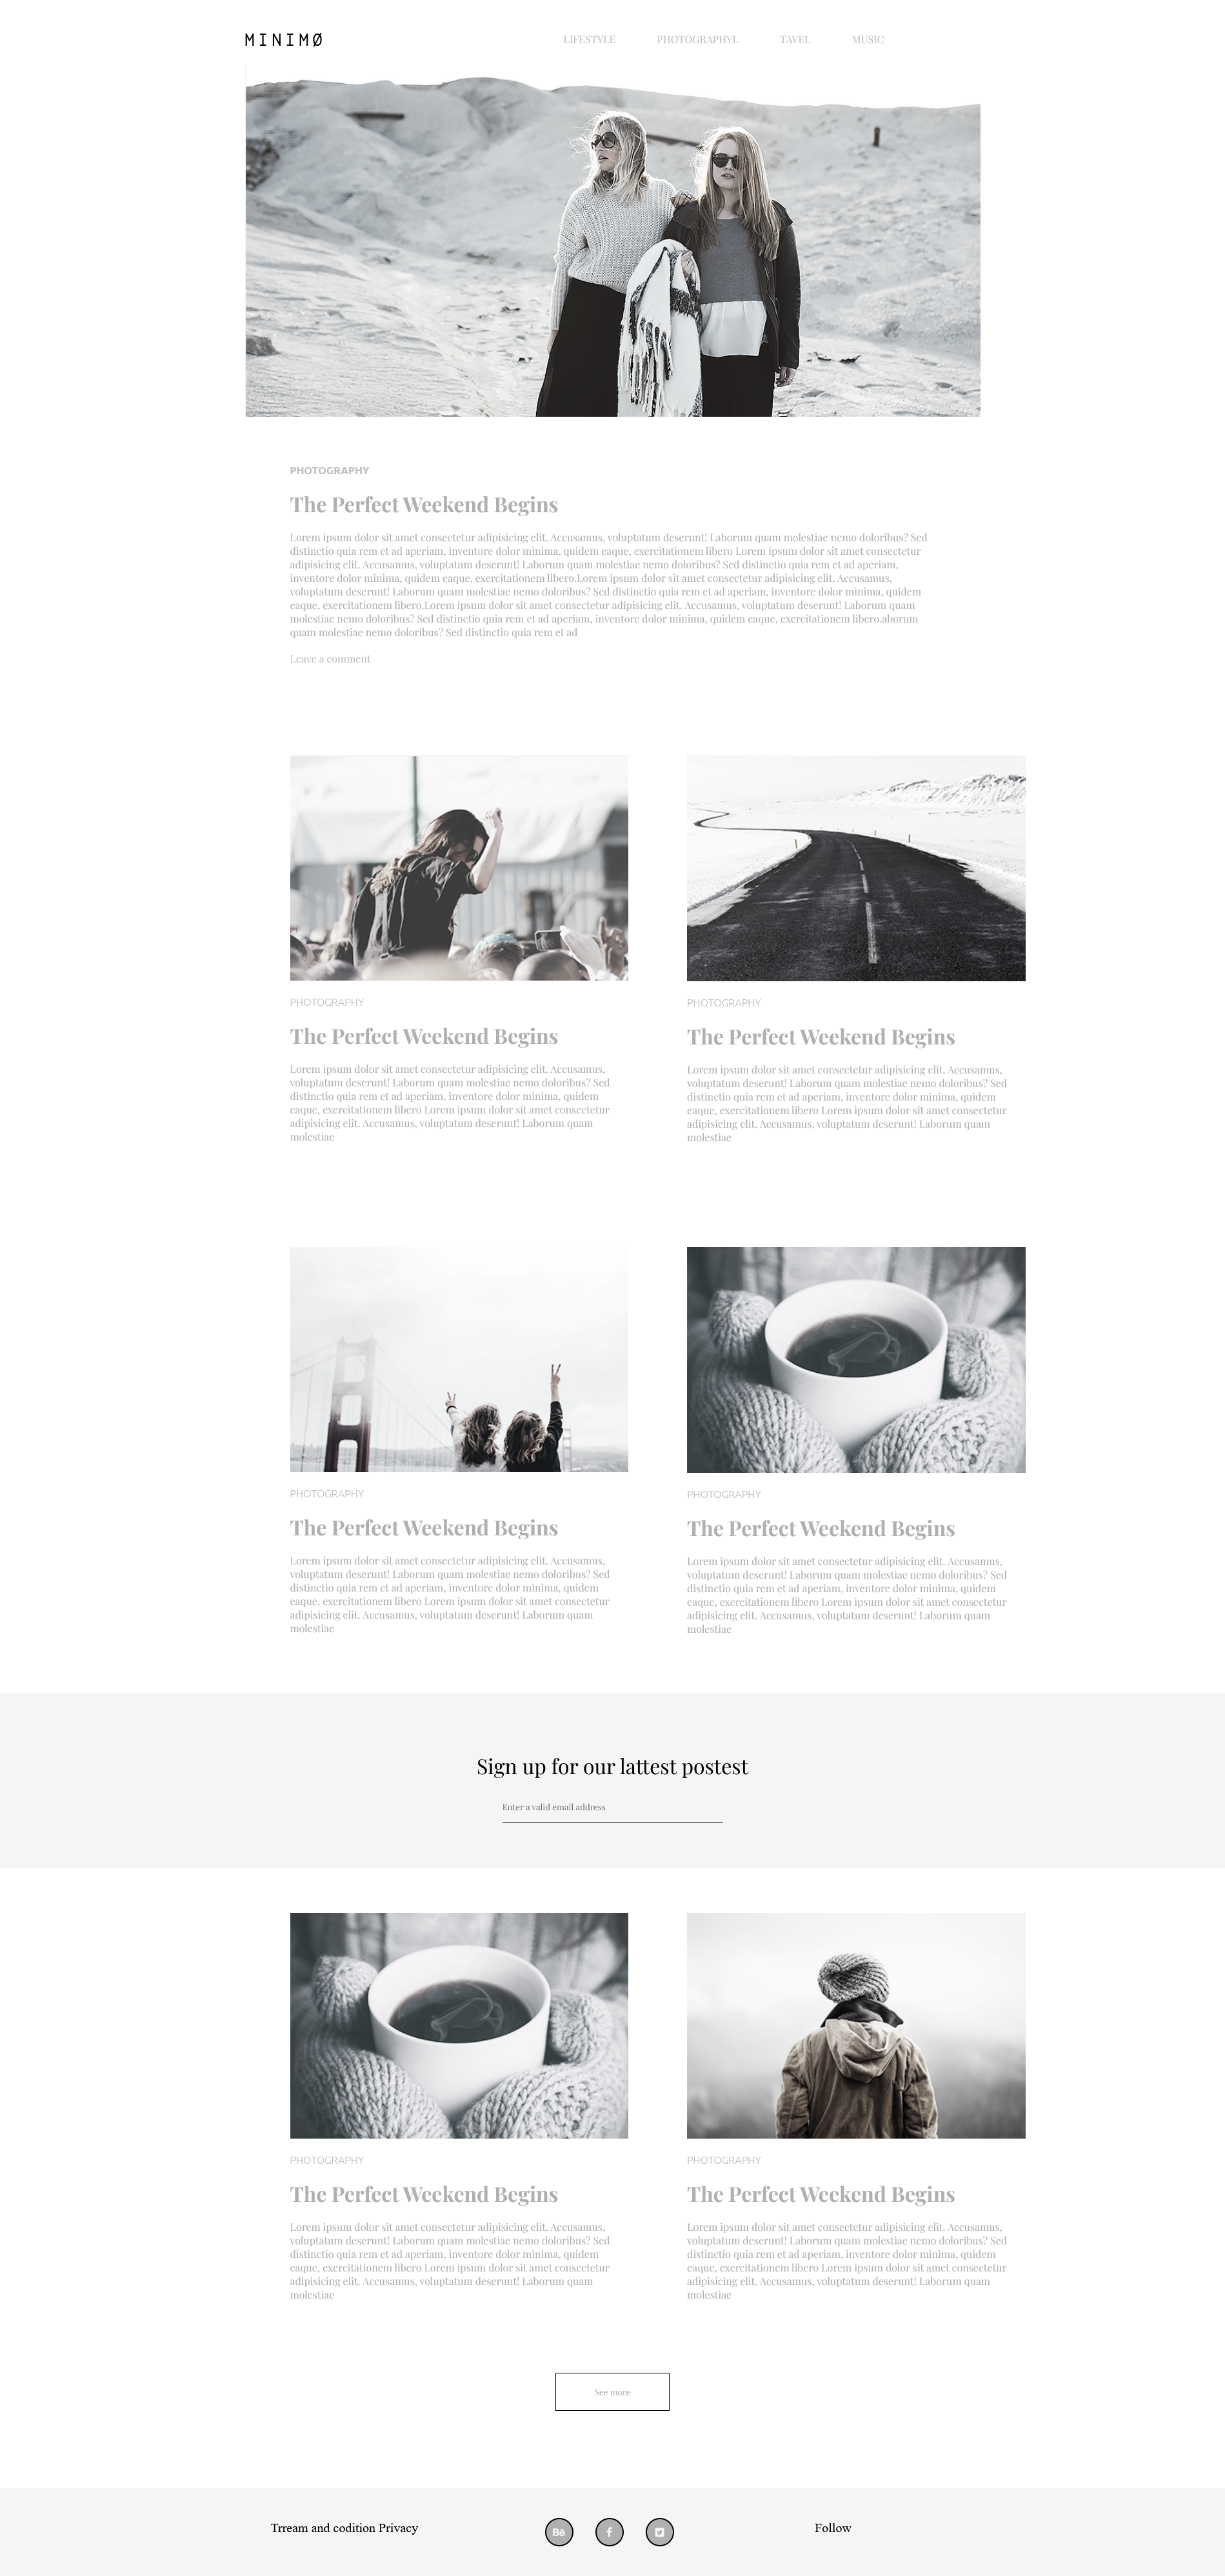 MINIMØ
LIFESTYLE PHOTOGRAPHYL TAVEL MUSIC
PHOTOGRAPHY
The Perfect Weekend Begins
Lorem ipsum dolor sit amet consectetur adipisicing elit. Accusamus, voluptatum deserunt! Laborum quam molestiae nemo doloribus? Sed
distinctio quia rem et ad aperiam, inventore dolor minima, quidem eaque, exercitationem libero Lorem ipsum dolor sit amet consectetur
adipisicing elit. Accusamus, voluptatum deserunt! Laborum quam molestiae nemo doloribus? Sed distinctio quia rem et ad aperiam,
inventore dolor minima, quidem eaque, exercitationem libero.Lorem ipsum dolor sit amet consectetur adipisicing elit. Accusamus,
voluptatum deserunt! Laborum quam molestiae nemo doloribus? Sed distinctio quia rem et ad aperiam, inventore dolor minima, quidem
eaque, exercitationem libero.Lorem ipsum dolor sit amet consectetur adipisicing elit. Accusamus, voluptatum deserunt! Laborum quam
molestiae nemo doloribus? Sed distinctio quia rem et ad aperiam, inventore dolor minima, quidem eaque, exercitationem libero.aborum
quam molestiae nemo doloribus? Sed distinctio quia rem et ad
Leave a comment
PHOTOGRAPHY
The Perfect Weekend Begins
Lorem ipsum dolor sit amet consectetur adipisicing elit. Accusamus,
voluptatum deserunt! Laborum quam molestiae nemo doloribus? Sed
distinctio quia rem et ad aperiam, inventore dolor minima, quidem
eaque, exercitationem libero Lorem ipsum dolor sit amet consectetur
adipisicing elit. Accusamus, voluptatum deserunt! Laborum quam
molestiae
PHOTOGRAPHY
The Perfect Weekend Begins
Lorem ipsum dolor sit amet consectetur adipisicing elit. Accusamus,
voluptatum deserunt! Laborum quam molestiae nemo doloribus? Sed
distinctio quia rem et ad aperiam, inventore dolor minima, quidem
eaque, exercitationem libero Lorem ipsum dolor sit amet consectetur
adipisicing elit. Accusamus, voluptatum deserunt! Laborum quam
molestiae
PHOTOGRAPHY
The Perfect Weekend Begins
Lorem ipsum dolor sit amet consectetur adipisicing elit. Accusamus,
voluptatum deserunt! Laborum quam molestiae nemo doloribus? Sed
distinctio quia rem et ad aperiam, inventore dolor minima, quidem
eaque, exercitationem libero Lorem ipsum dolor sit amet consectetur
adipisicing elit. Accusamus, voluptatum deserunt! Laborum quam
molestiae
PHOTOGRAPHY
The Perfect Weekend Begins
Lorem ipsum dolor sit amet consectetur adipisicing elit. Accusamus,
voluptatum deserunt! Laborum quam molestiae nemo doloribus? Sed
distinctio quia rem et ad aperiam, inventore dolor minima, quidem
eaque, exercitationem libero Lorem ipsum dolor sit amet consectetur
adipisicing elit. Accusamus, voluptatum deserunt! Laborum quam
molestiae
Sign up for our lattest postest
Enter a valid email address
PHOTOGRAPHY
The Perfect Weekend Begins
Lorem ipsum dolor sit amet consectetur adipisicing elit. Accusamus,
voluptatum deserunt! Laborum quam molestiae nemo doloribus? Sed
distinctio quia rem et ad aperiam, inventore dolor minima, quidem
eaque, exercitationem libero Lorem ipsum dolor sit amet consectetur
adipisicing elit. Accusamus, voluptatum deserunt! Laborum quam
molestiae
PHOTOGRAPHY
The Perfect Weekend Begins
Lorem ipsum dolor sit amet consectetur adipisicing elit. Accusamus,
voluptatum deserunt! Laborum quam molestiae nemo doloribus? Sed
distinctio quia rem et ad aperiam, inventore dolor minima, quidem
eaque, exercitationem libero Lorem ipsum dolor sit amet consectetur
adipisicing elit. Accusamus, voluptatum deserunt! Laborum quam
molestiae
See more
Trream and codition Privacy
Bē f
Follow